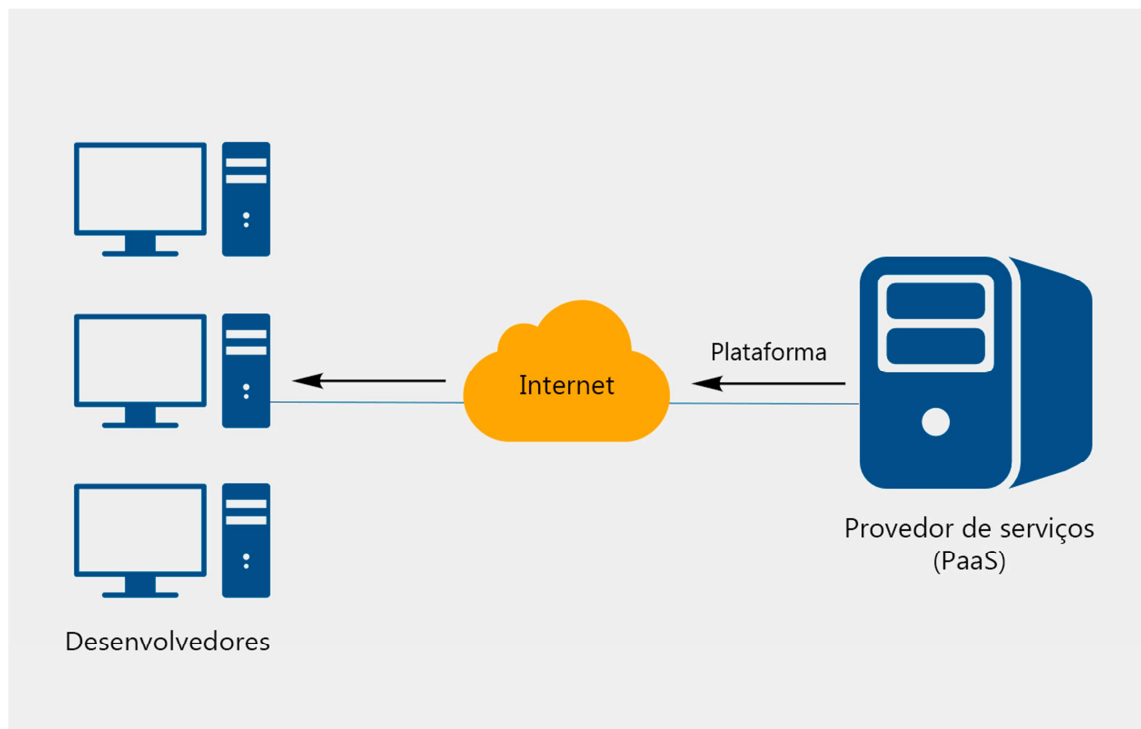 Plataforma
Internet
Provedor de serviços
(PaaS)
Desenvolvedores